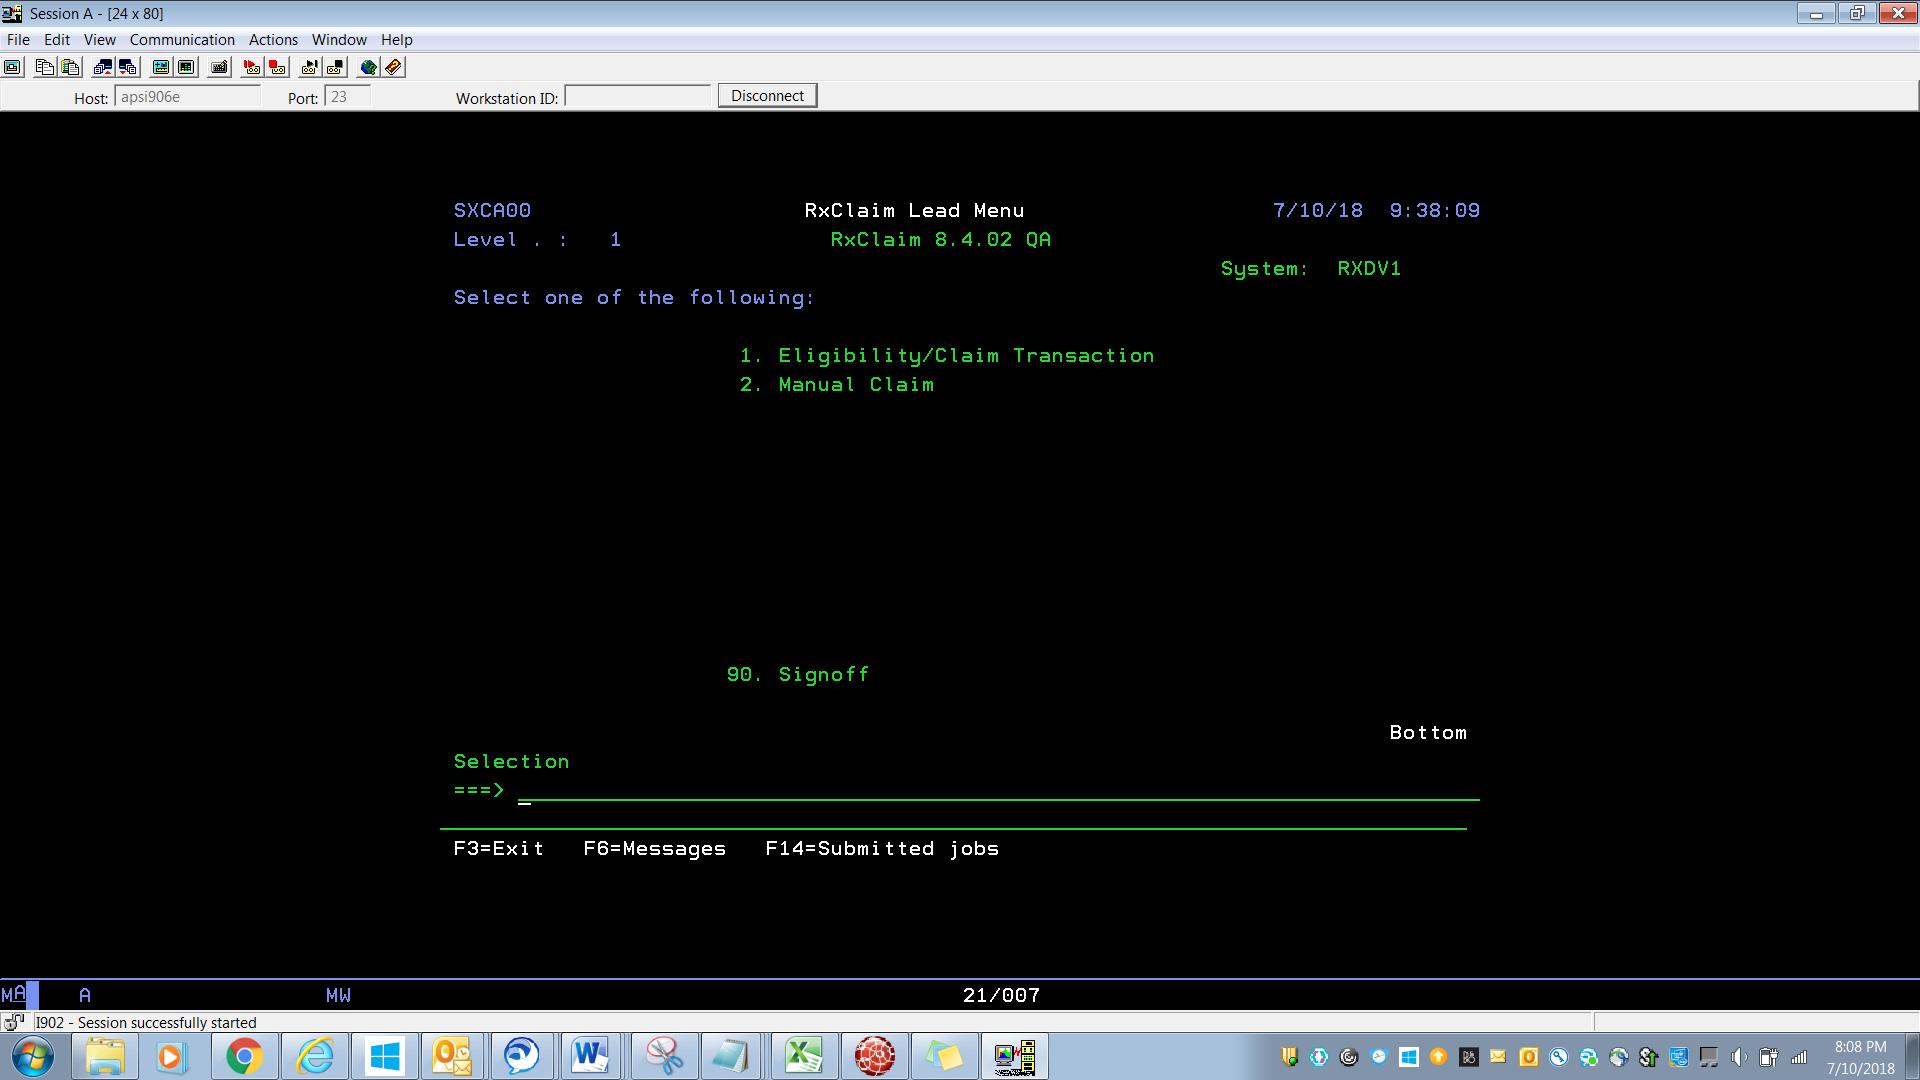 Session A - [24 x 80]
File Edit View Communication Actions Window Help
Host: apsi906e Port: 23 Workstation ID: Disconnect
SXCA00 RxClaim Lead Menu 7/10/18 9:38:09
Level . : 1 RxClaim 8.4.02 QA
System: RXDV1
Select one of the following:
1. Eligibility/Claim Transaction
2. Manual Claim
90. Signoff
Bottom
Selection
===>
F3=Exit F6=Messages F14=Submitted jobs
MA A MW 21/007
I902 - Session successfully started
8:08 PM
7/10/2018